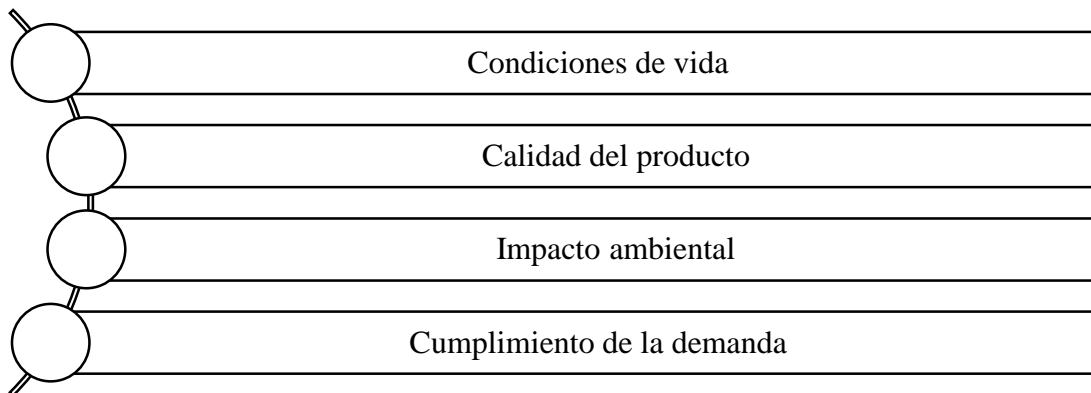 Condiciones de vida
Calidad del producto
Impacto ambiental
Cumplimiento de la demanda